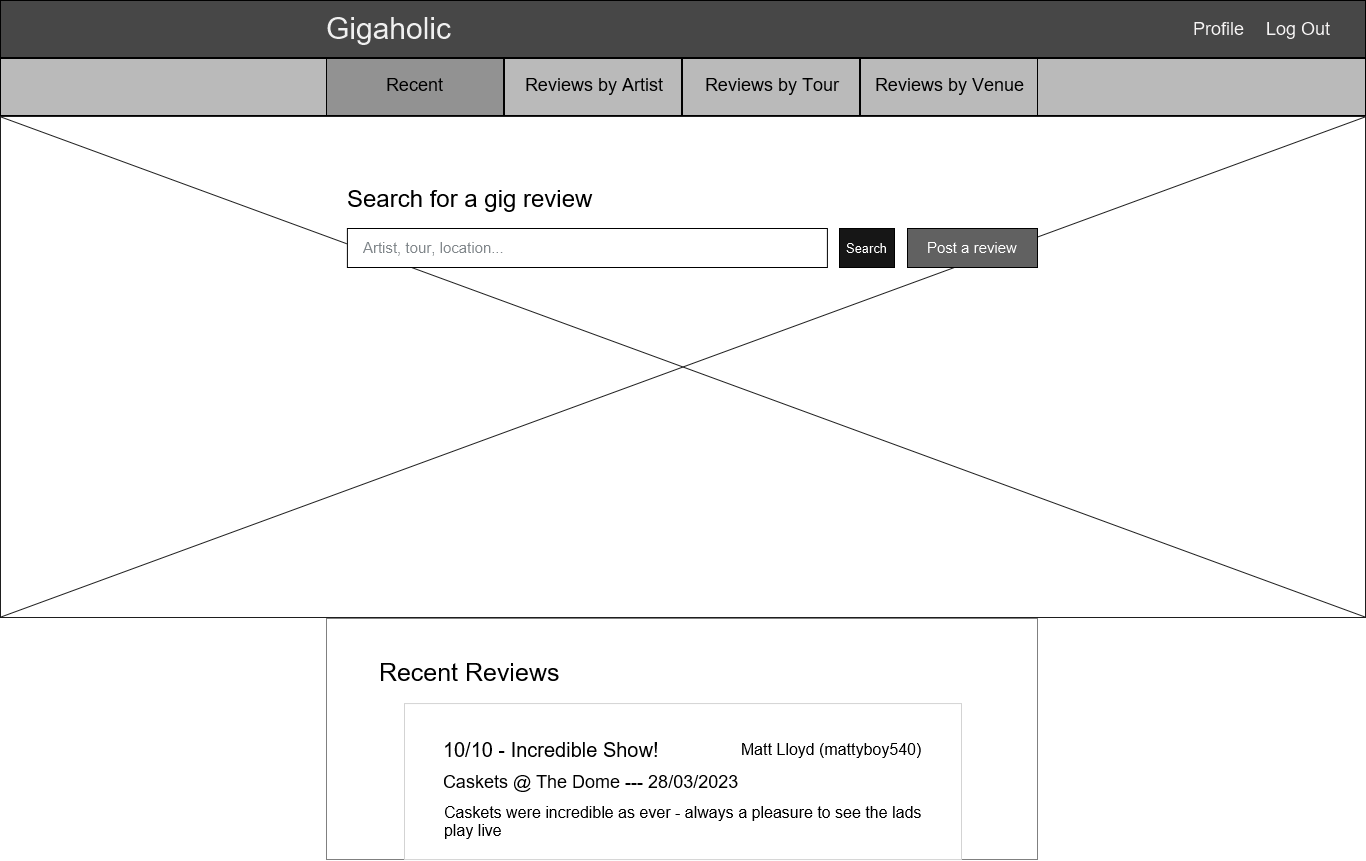 Gigaholic
Profile
Log Out
Recent
Reviews by Artist
Reviews by Tour
Reviews by Venue
Search for a gig review
Artist, tour, location...
Search
Post a review
Recent Reviews
10/10 - Incredible Show!
Matt Lloyd (mattyboy540)
Caskets @ The Dome --- 28/03/2023
Caskets were incredible as ever - always a pleasure to see the lads
play live